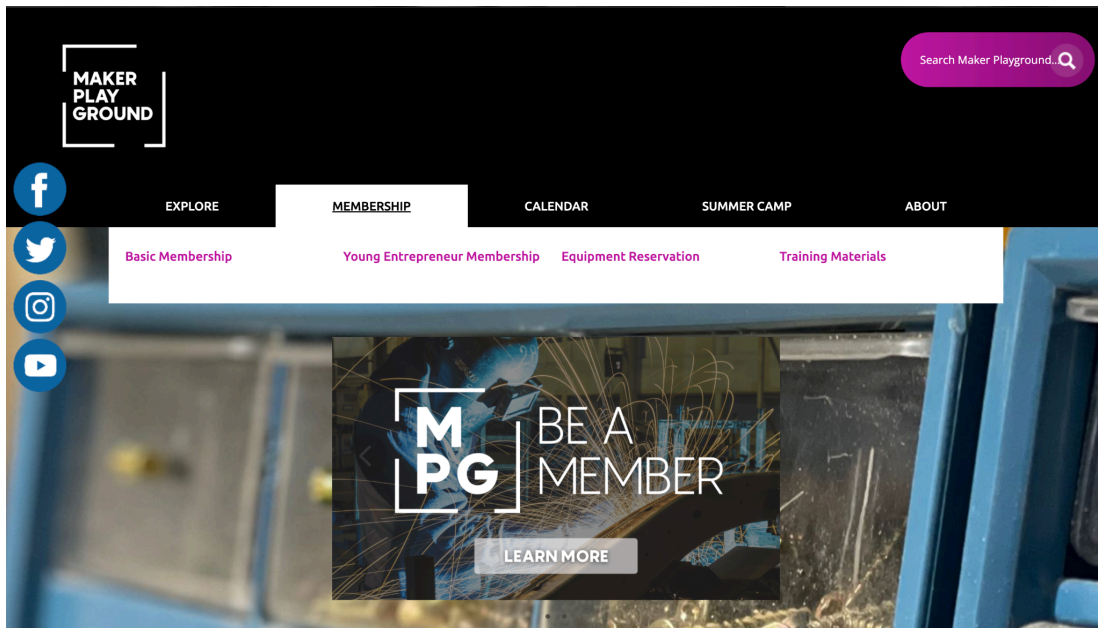 MAKER
PLAY
GROUND
Search Maker Playground...
EXPLORE MEMBERSHIP CALENDAR SUMMER CAMP ABOUT
Basic Membership Young Entrepreneur Membership Equipment Reservation Training Materials
M
PG
BE A
MEMBER
LEARN MORE